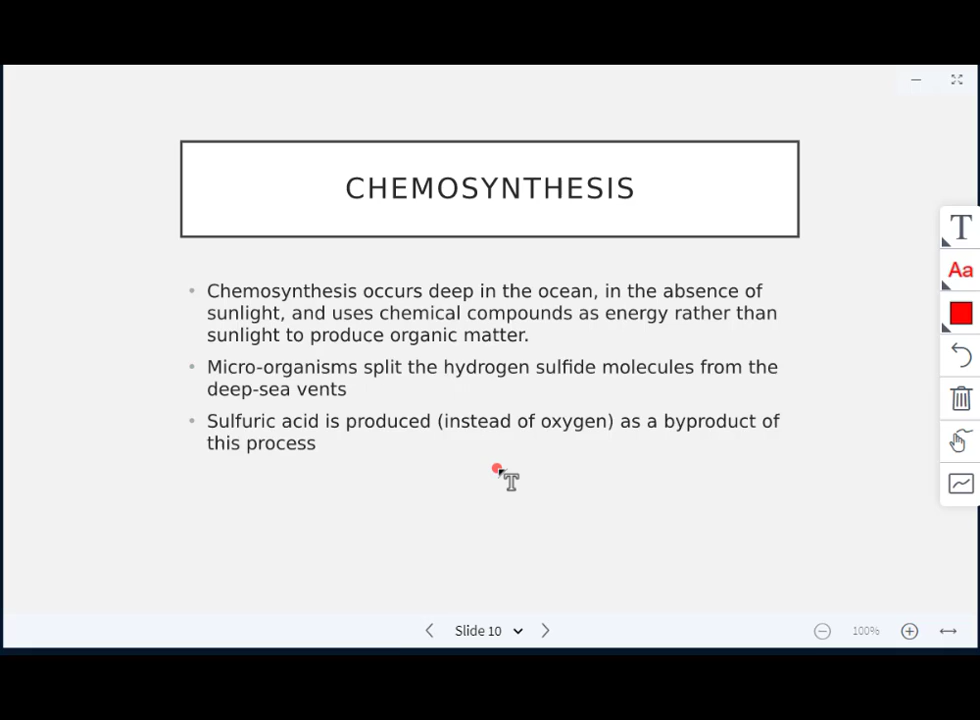 CHEMOSYNTHESIS
• Chemosynthesis occurs deep in the ocean, in the absence of
sunlight, and uses chemical compounds as energy rather than
sunlight to produce organic matter.
• Micro-organisms split the hydrogen sulfide molecules from the
deep-sea vents
• Sulfuric acid is produced (instead of oxygen) as a byproduct of
this process
T
Aa
T
Slide 10
100%